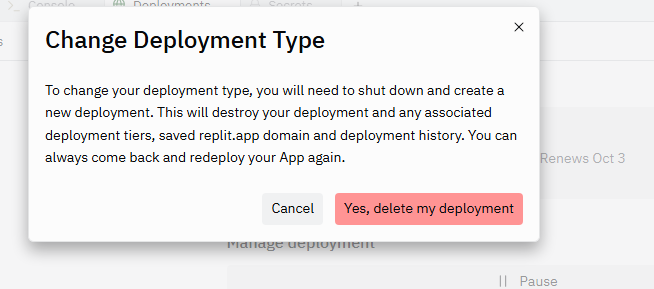 Console Deployments Secrets +
Change Deployment Type
To change your deployment type, you will need to shut down and create a
new deployment. This will destroy your deployment and any associated
deployment tiers, saved replit.app domain and deployment history. You can
always come back and redeploy your App again.
Renews Oct 3
Cancel Yes, delete my deployment
Manage deployment
Pause